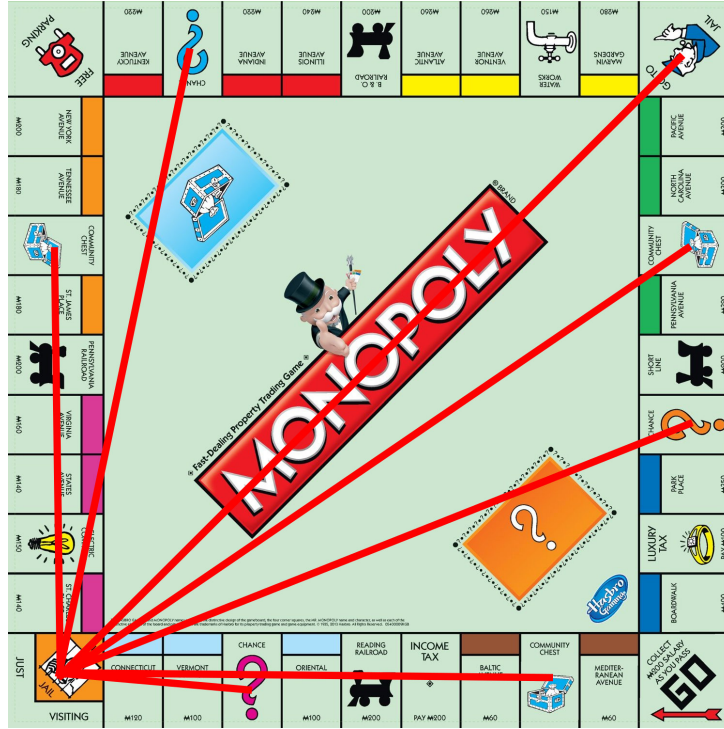 FREE
PARKING
KENTUCKY
AVENUE
₩220
CHAN
INDIANA
AVENUE
₩220
ILLINOIS
AVENUE
₩240
B. & O.
RAILROAD
₩200
ATLANTIC
AVENUE
₩260
VENTNOR
AVENUE
₩260
WATER
WORKS
₩150
MARVIN
GARDENS
₩280
GO TO
JAIL
NEW YORK
AVENUE
₩200
TENNESSEE
AVENUE
₩180
COMMUNITY
CHEST
ST. JAMES
PLACE
₩180
PENNSYLVANIA
RAILROAD
₩200
VIRGINIA
AVENUE
₩160
STATES
AVENUE
₩140
ELECTRIC
₩150
ST. CHARLES
₩140
PACIFIC
AVENUE
NORTH
CAROLINA
AVENUE
COMMUNITY
CHEST
PENNSYLVANIA
AVENUE
SHORT
LINE
CHANCE
PARK
PLACE
LUXURY
TAX
BOARDWALK
® BRAND
MONOPOLY
Fast-Dealing Property Trading Game
?
Hasbro
Gaming
JUST
VISITING
JAIL
CONNECTICUT
₩120
VERMONT
₩100
CHANCE
ORIENTAL
₩100
READING
RAILROAD
₩200
INCOME
TAX
PAY ₩200
BALTIC
₩60
COMMUNITY
CHEST
MEDITER-
RANEAN
AVENUE
₩60
COLLECT
₩200 SALARY
AS YOU PASS
GO